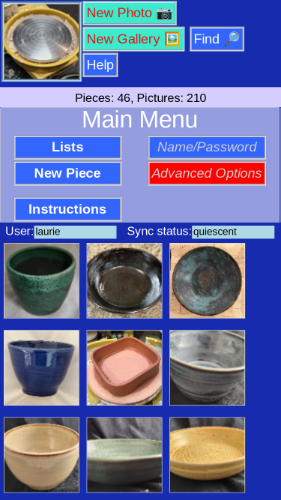 New Photo 📷
New Gallery 🖼️
Find 🔎
Help
Pieces: 46, Pictures: 210
Main Menu
Lists
Name/Password
New Piece
Advanced Options
Instructions
User: laurie Sync status: quiescent